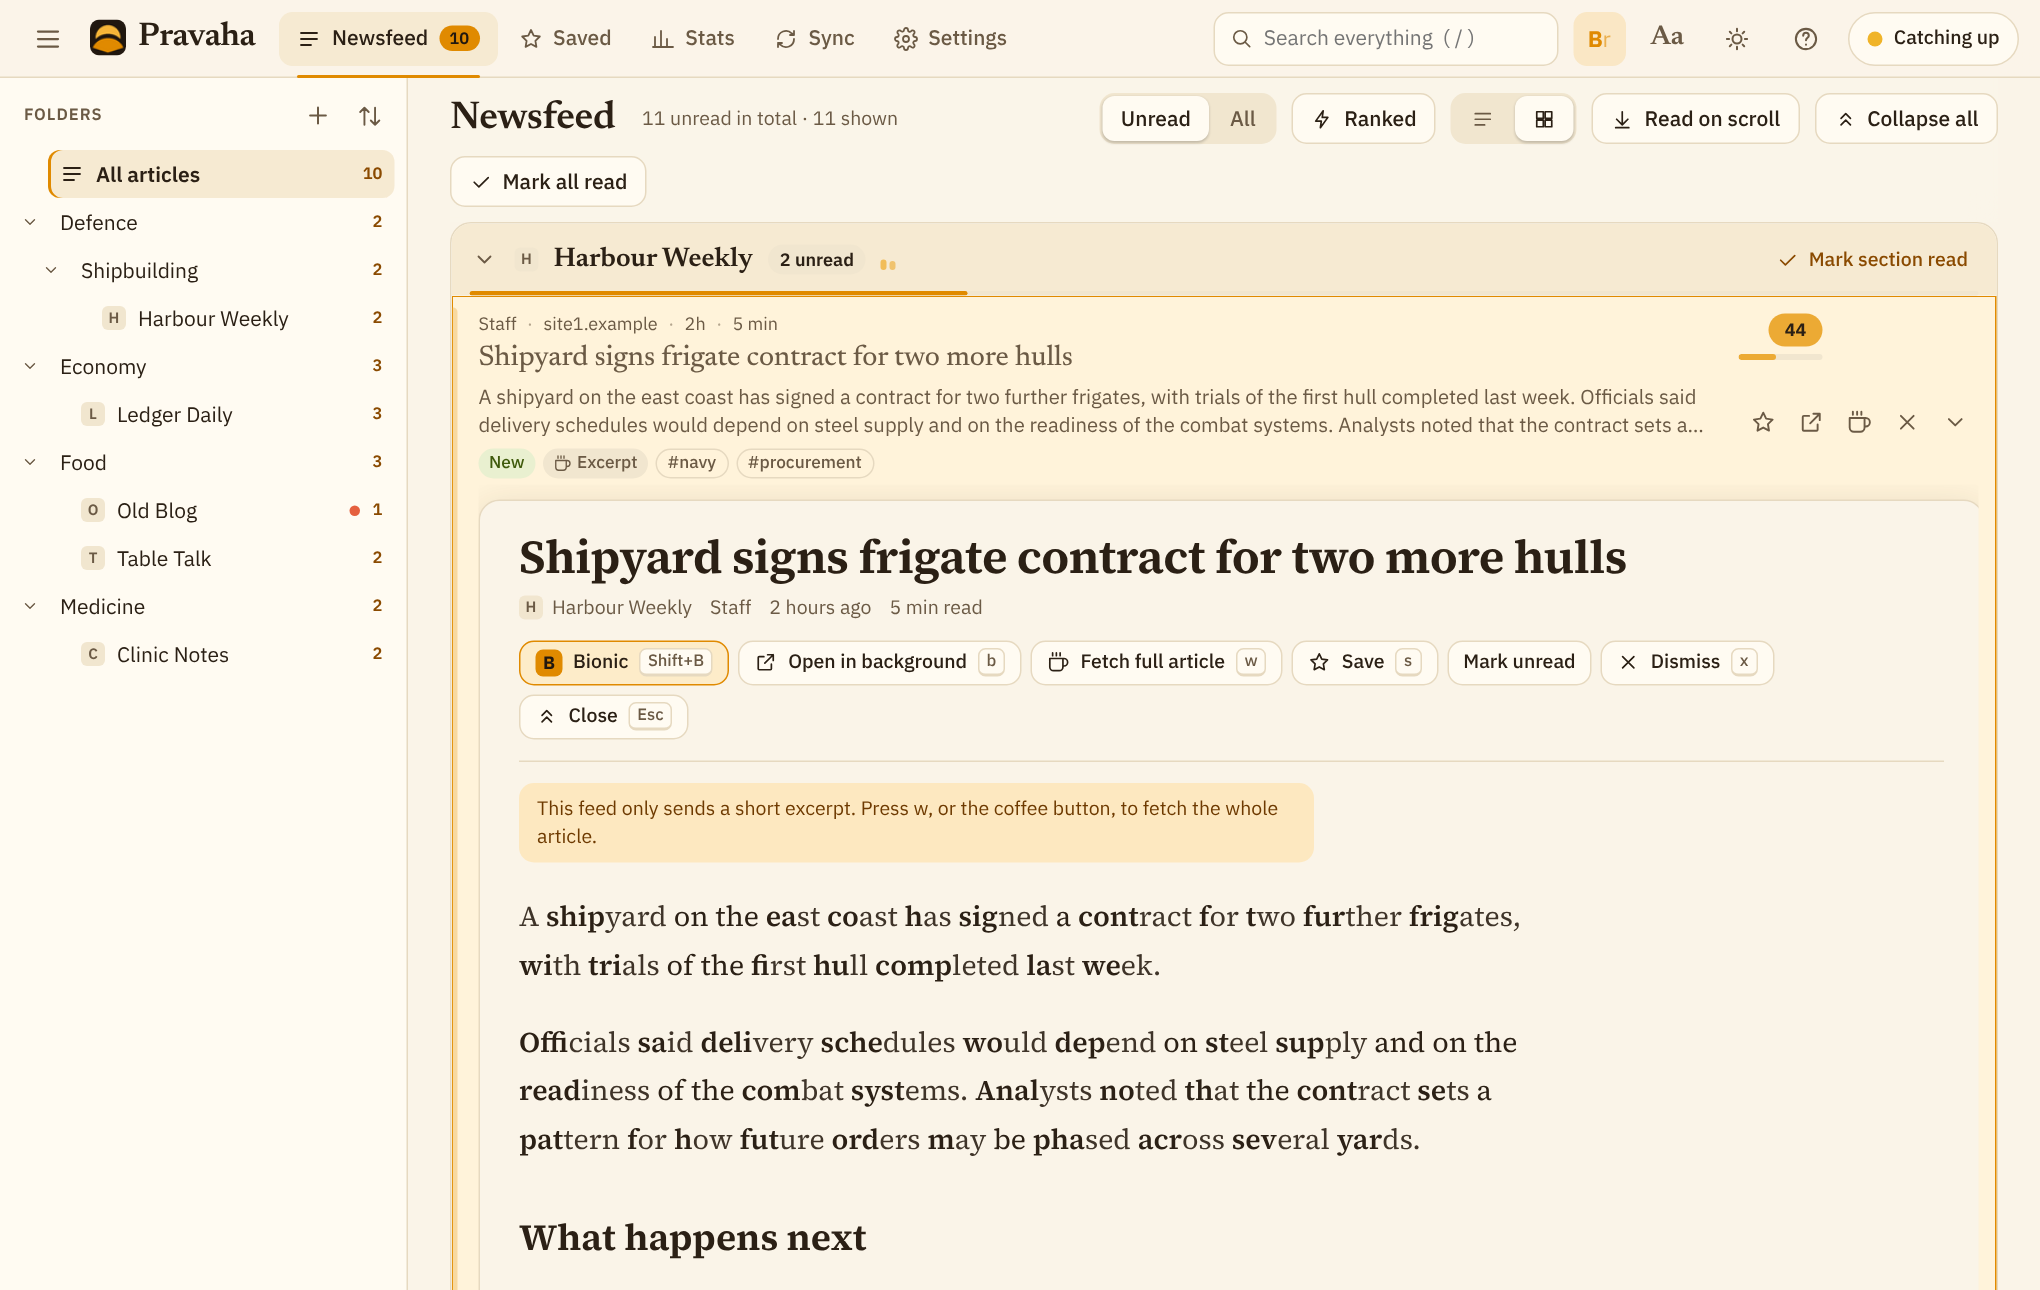 Pravaha
Newsfeed 10 Saved Stats Sync Settings Search everything ( / ) Br Aa Catching up
FOLDERS
All articles 10
Defence 2
Shipbuilding 2
H Harbour Weekly 2
Economy 3
L Ledger Daily 3
Food 3
O Old Blog 1
T Table Talk 2
Medicine 2
C Clinic Notes 2
Newsfeed 11 unread in total · 11 shown Unread All Ranked Read on scroll Collapse all
Mark all read
H Harbour Weekly 2 unread Mark section read
Staff · site1.example · 2h · 5 min 44
Shipyard signs frigate contract for two more hulls
A shipyard on the east coast has signed a contract for two further frigates, with trials of the first hull completed last week. Officials said
delivery schedules would depend on steel supply and on the readiness of the combat systems. Analysts noted that the contract sets a...
New Excerpt #navy #procurement
Shipyard signs frigate contract for two more hulls
H Harbour Weekly Staff 2 hours ago 5 min read
B Bionic Shift+B Open in background b Fetch full article w Save s Mark unread Dismiss x
Close Esc
This feed only sends a short excerpt. Press w, or the coffee button, to fetch the whole
article.
A shipyard on the east coast has signed a contract for two further frigates,
with trials of the first hull completed last week.
Officials said delivery schedules would depend on steel supply and on the
readiness of the combat systems. Analysts noted that the contract sets a
pattern for how future orders may be phased across several yards.
What happens next